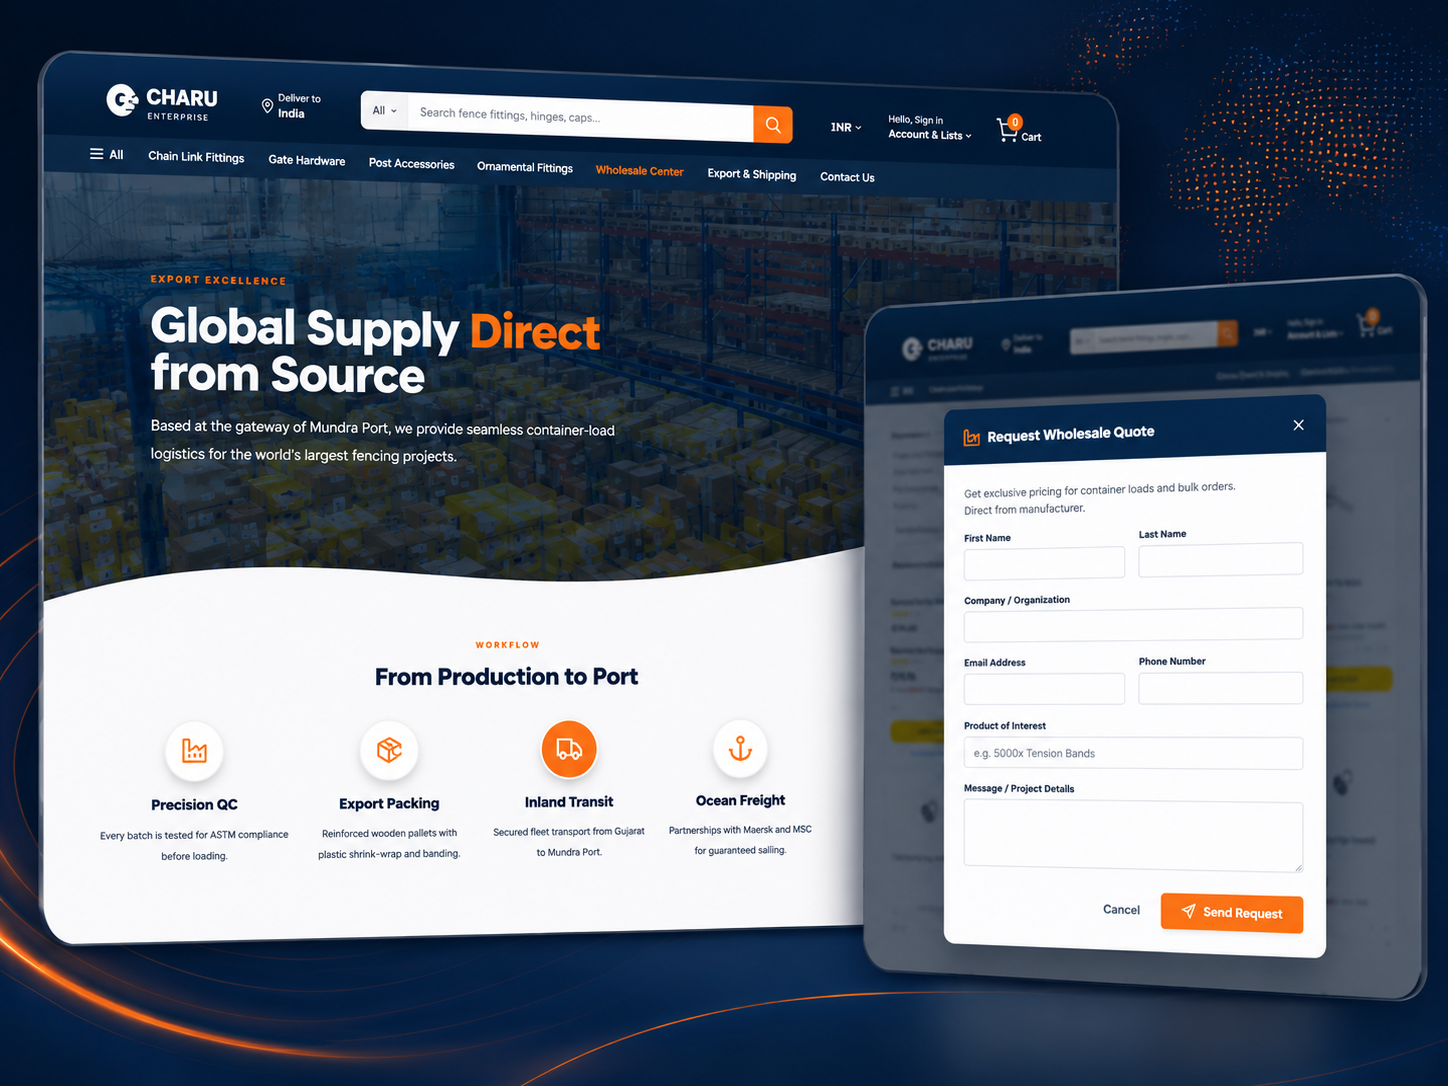 CHARU
ENTERPRISE
Deliver to
India
All
Search fence fittings, hinges, caps...
INR
Hello, Sign in
Account & Lists
0
Cart
All
Chain Link Fittings
Gate Hardware
Post Accessories
Ornamental Fittings
Wholesale Center
Export & Shipping
Contact Us
EXPORT EXCELLENCE
Global Supply Direct
from Source
Based at the gateway of Mundra Port, we provide seamless container-load
logistics for the world's largest fencing projects.
WORKFLOW
From Production to Port
Precision QC
Every batch is tested for ASTM compliance
before loading.
Export Packing
Reinforced wooden pallets with
plastic shrink-wrap and banding.
Inland Transit
Secured fleet transport from Gujarat
to Mundra Port.
Ocean Freight
Partnerships with Maersk and MSC
for guaranteed sailing.
CHARU
ENTERPRISE
Deliver to
India
Cart
Request Wholesale Quote
Get exclusive pricing for container loads and bulk orders.
Direct from manufacturer.
First Name
Last Name
Company / Organization
Email Address
Phone Number
Product of Interest
e.g. 5000x Tension Bands
Message / Project Details
Cancel
Send Request